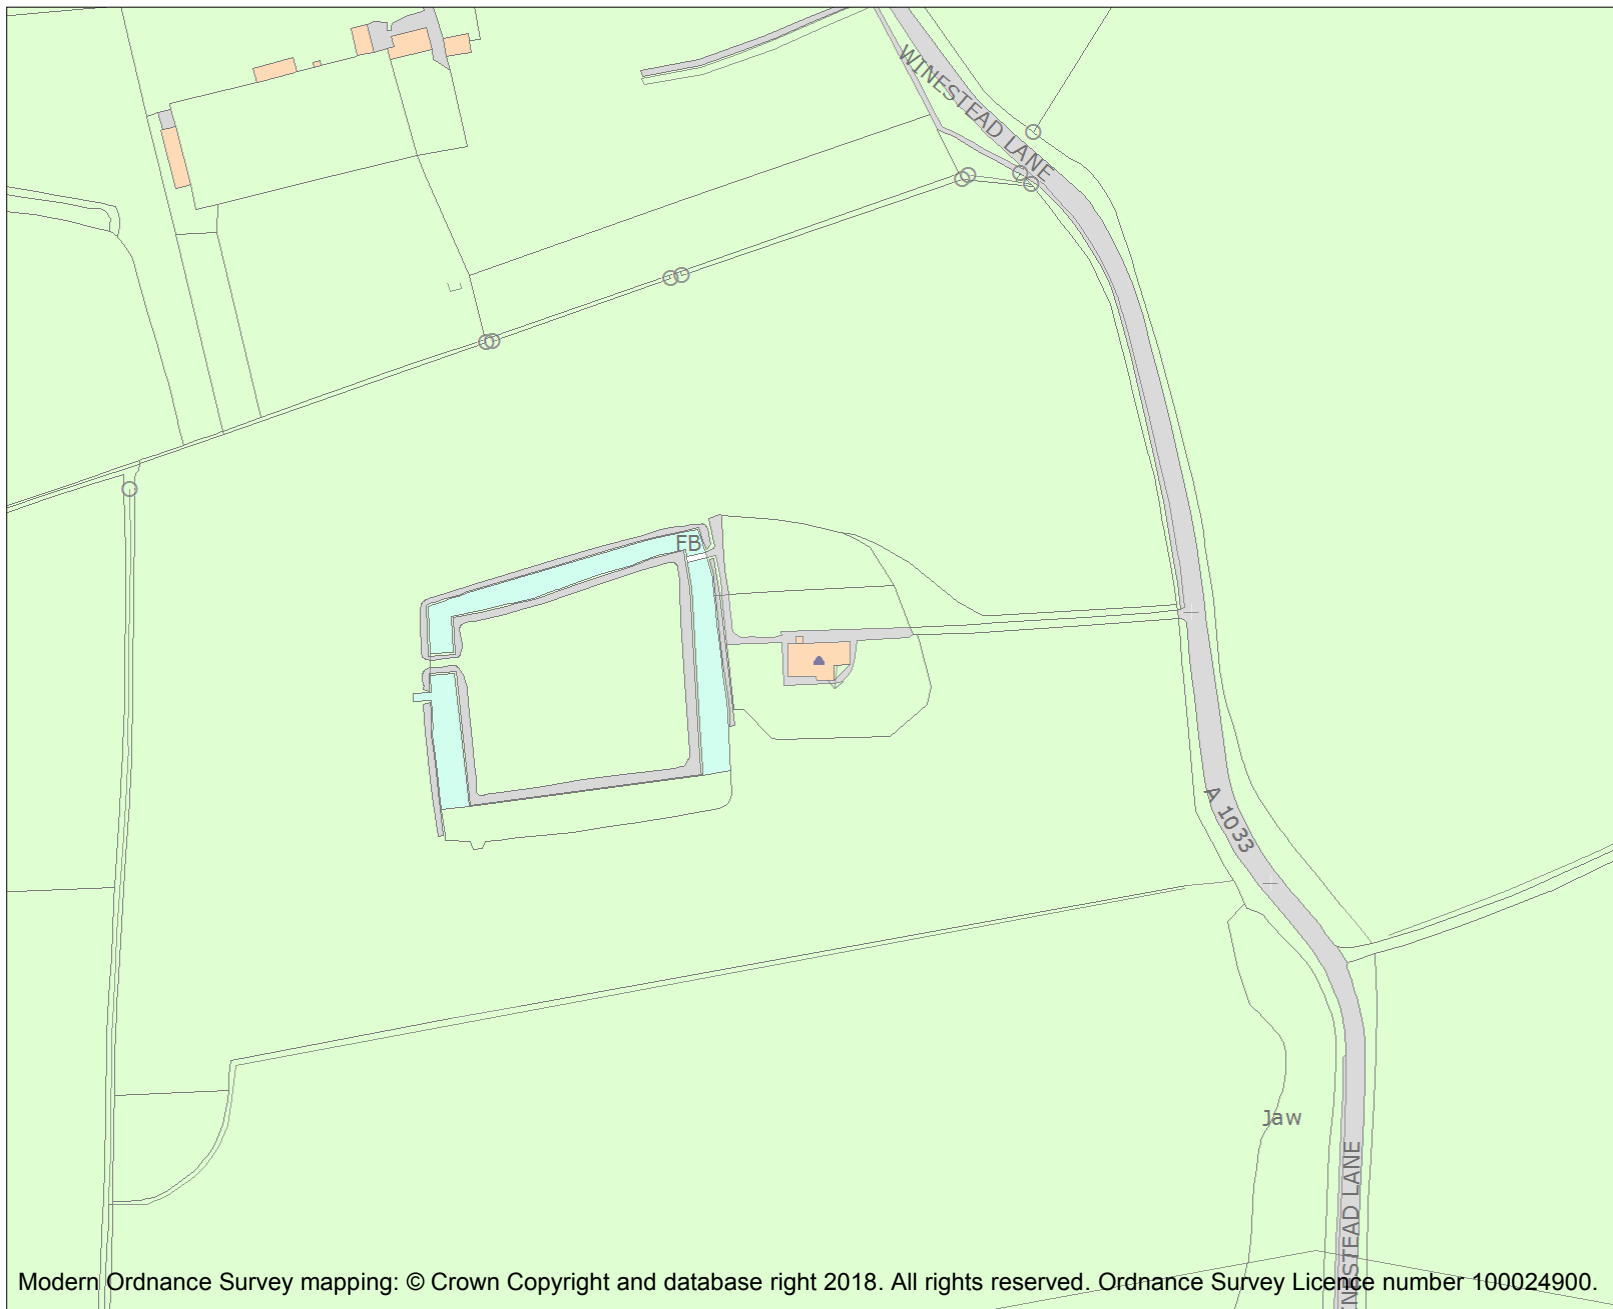 WINESTEAD LANE
FB
A 1033
Jaw
ENSTEAD LANE
Modern Ordnance Survey mapping: © Crown Copyright and database right 2018. All rights reserved. Ordnance Survey Licence number 100024900.